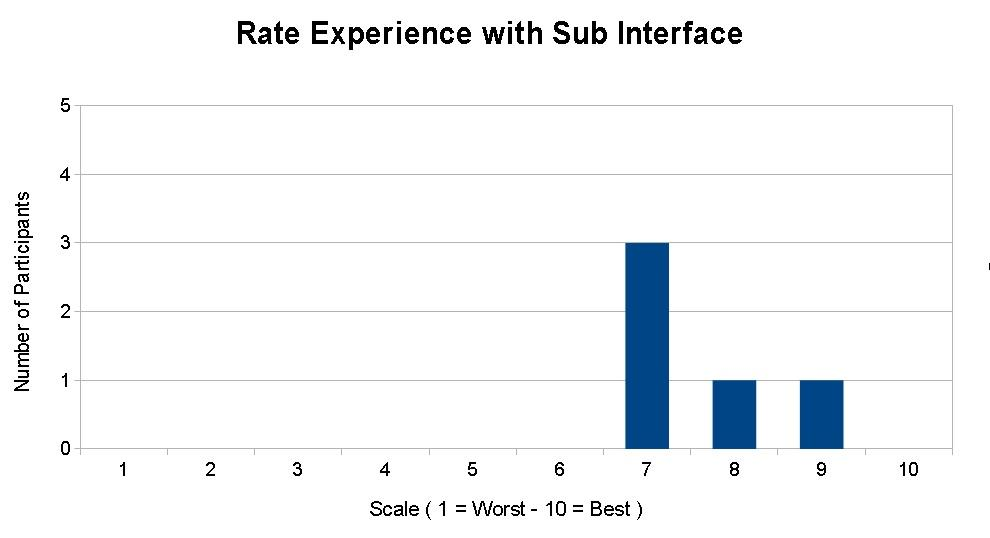 Rate Experience with Sub Interface
5
4
3
2
1
0
Number of Participants
1 2 3 4 5 6 7 8 9 10
Scale ( 1 = Worst - 10 = Best )